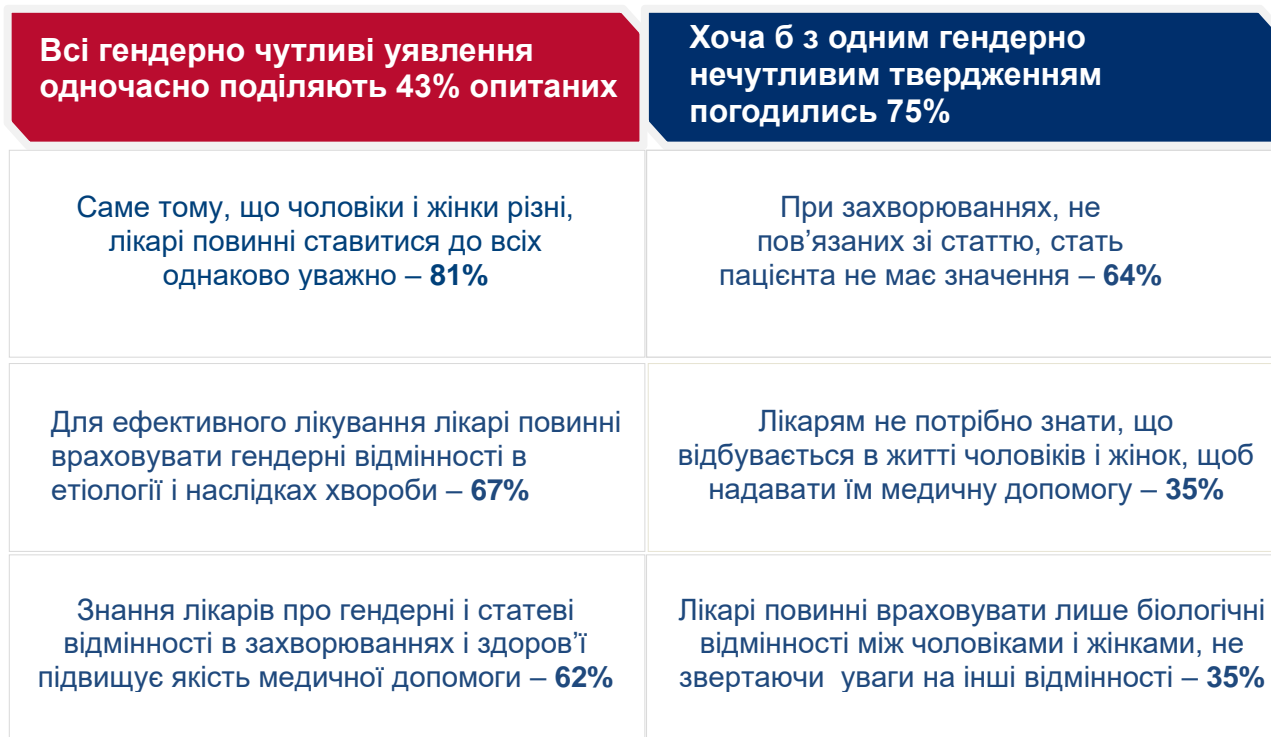 Всі гендерно чутливі уявлення
одночасно поділяють 43% опитаних
Хоча б з одним гендерно
нечутливим твердженням
погодились 75%
Саме тому, що чоловіки і жінки різні,
лікарі повинні ставитися до всіх
однаково уважно – 81%
При захворюваннях, не
пов’язаних зі статтю, стать
пацієнта не має значення – 64%
Для ефективного лікування лікарі повинні
враховувати гендерні відмінності в
етіології і наслідках хвороби – 67%
Лікарям не потрібно знати, що
відбувається в житті чоловіків і жінок, щоб
надавати їм медичну допомогу – 35%
Знання лікарів про гендерні і статеві
відмінності в захворюваннях і здоров’ї
підвищує якість медичної допомоги – 62%
Лікарі повинні враховувати лише біологічні
відмінності між чоловіками і жінками, не
звертаючи уваги на інші відмінності – 35%